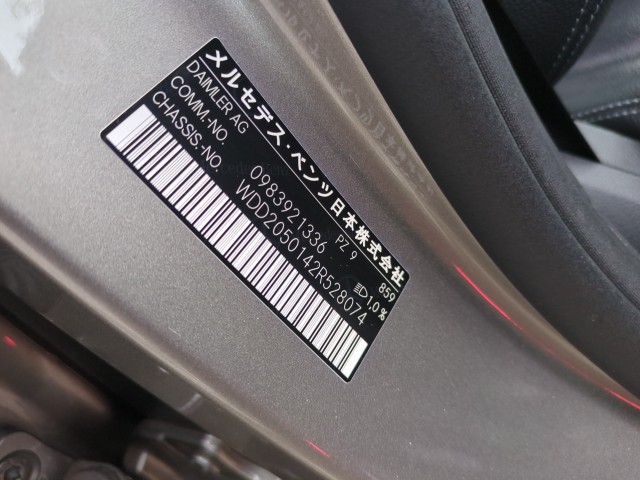 メルセデス・ベンツ日本株式会社
DAIMLER AG 859
COMM.-NO. 0983921336 PZ 9 1,0%
CHASSIS.-NO. WDD2050142R528074